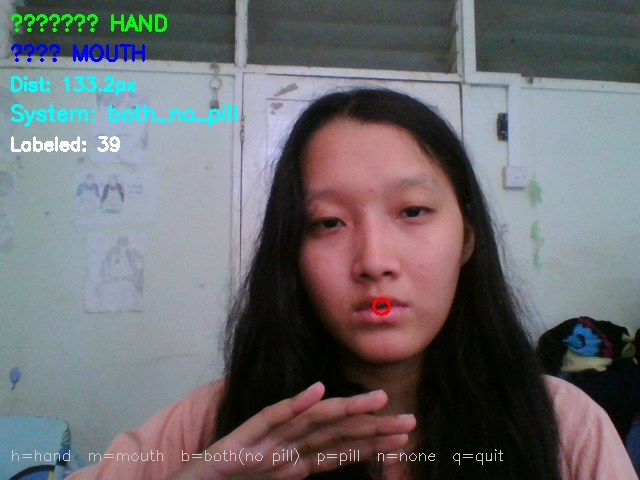 ??????? HAND
???? MOUTH
Dist: 133.2px
System: both_no_pill
Labeled: 39
h=hand m=mouth b=both(no pill) p=pill n=none q=quit